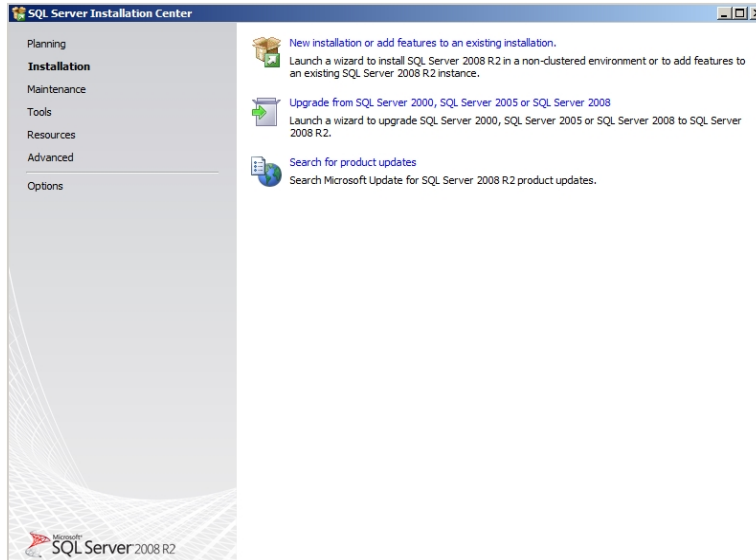 SQL Server Installation Center
Planning
Installation
Maintenance
Tools
Resources
Advanced
Options
New installation or add features to an existing installation.
Launch a wizard to install SQL Server 2008 R2 in a non-clustered environment or to add features to
an existing SQL Server 2008 R2 instance.
Upgrade from SQL Server 2000, SQL Server 2005 or SQL Server 2008
Launch a wizard to upgrade SQL Server 2000, SQL Server 2005 or SQL Server 2008 to SQL Server
2008 R2.
Search for product updates
Search Microsoft Update for SQL Server 2008 R2 product updates.
Microsoft
SQL Server 2008 R2